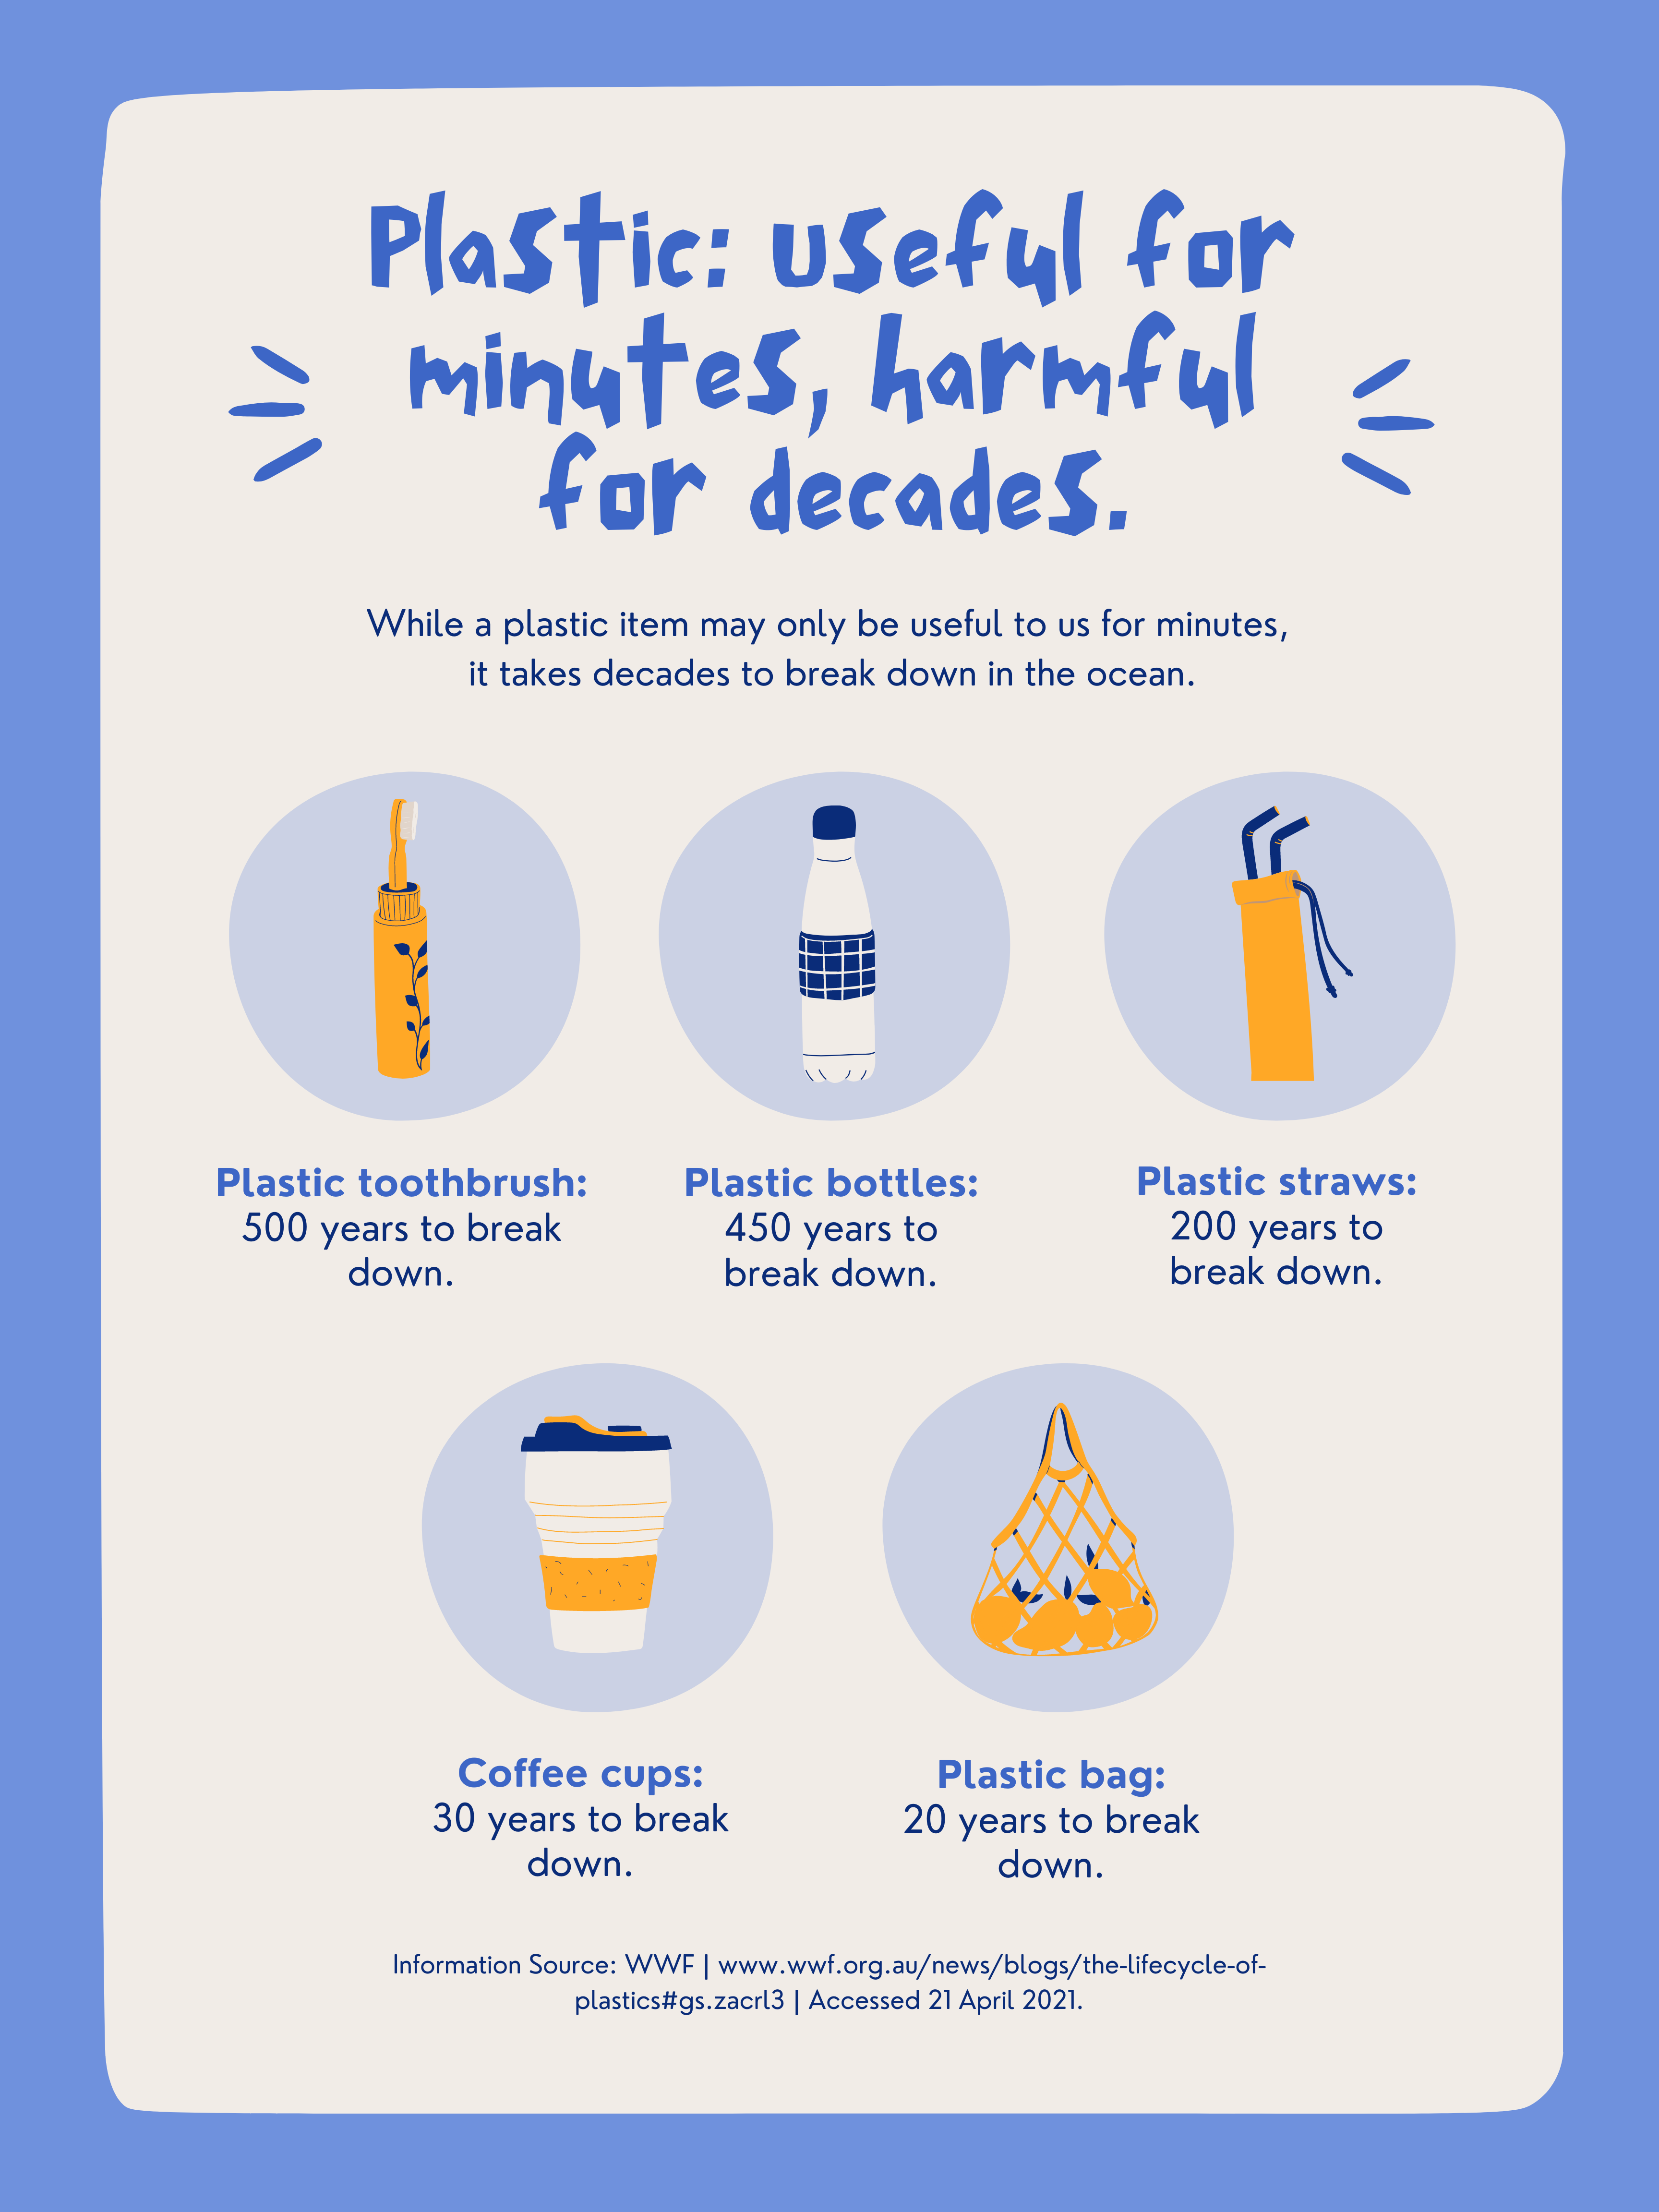 Plastic: useful for
minutes, harmful
for decades.
While a plastic item may only be useful to us for minutes,
it takes decades to break down in the ocean.
Plastic toothbrush:
500 years to break
down.
Plastic bottles:
450 years to
break down.
Plastic straws:
200 years to
break down.
Coffee cups:
30 years to break
down.
Plastic bag:
20 years to break
down.
Information Source: WWF | www.wwf.org.au/news/blogs/the-lifecycle-of-
plastics#gs.zacrl3 | Accessed 21 April 2021.